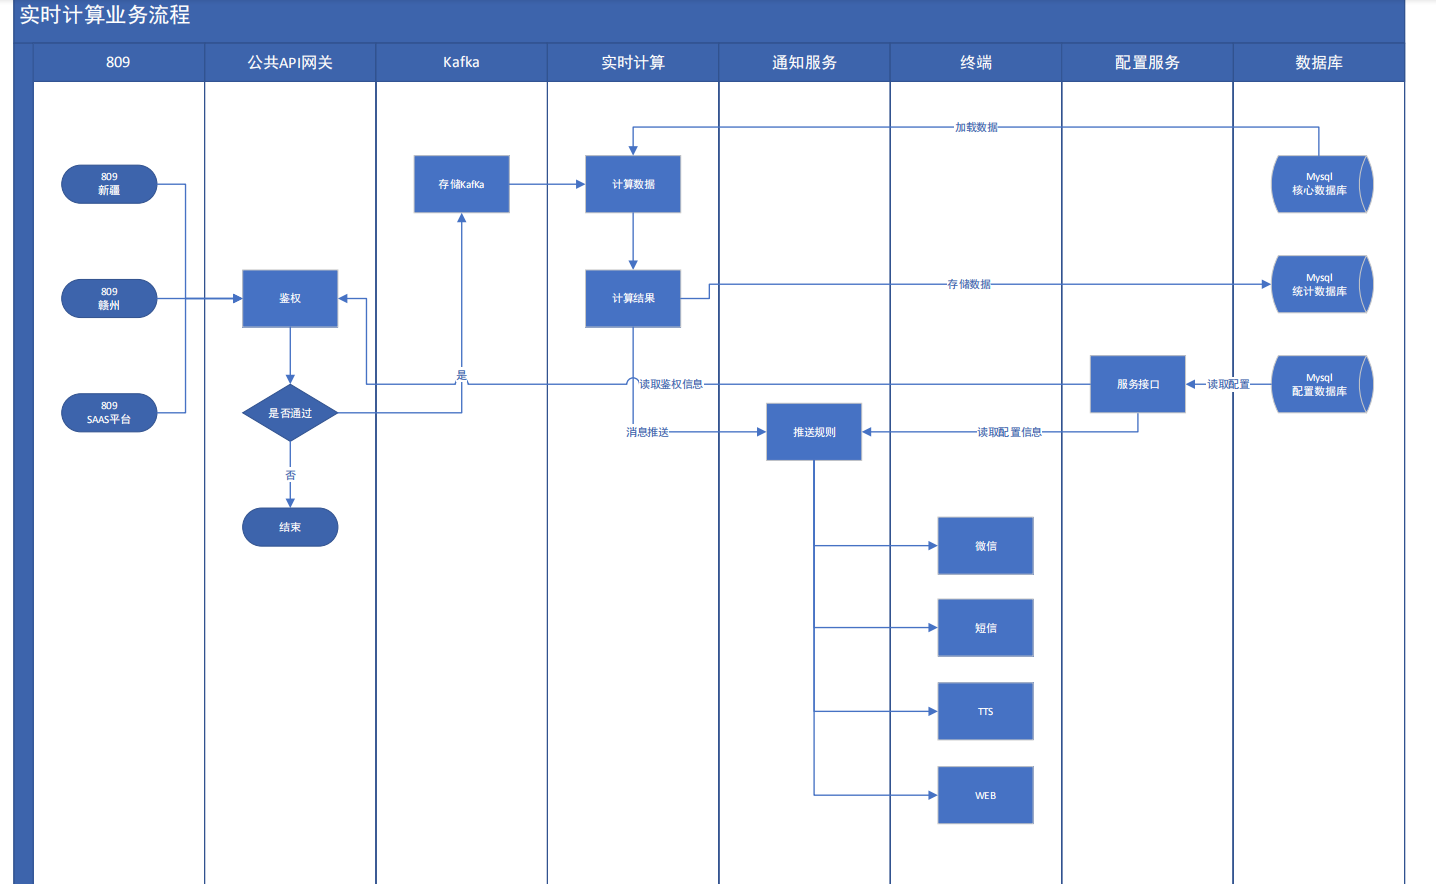 实时计算业务流程
809
公共API网关
Kafka
实时计算
通知服务
终端
配置服务
数据库
加载数据
809
新疆
存储KafKa
计算数据
Mysql
核心数据库
809
赣州
鉴权
计算结果
存储数据
Mysql
统计数据库
是
读取鉴权信息
服务接口
读取配置
Mysql
配置数据库
809
SAAS平台
是否通过
消息推送
推送规则
读取配置信息
否
结束
微信
短信
TTS
WEB